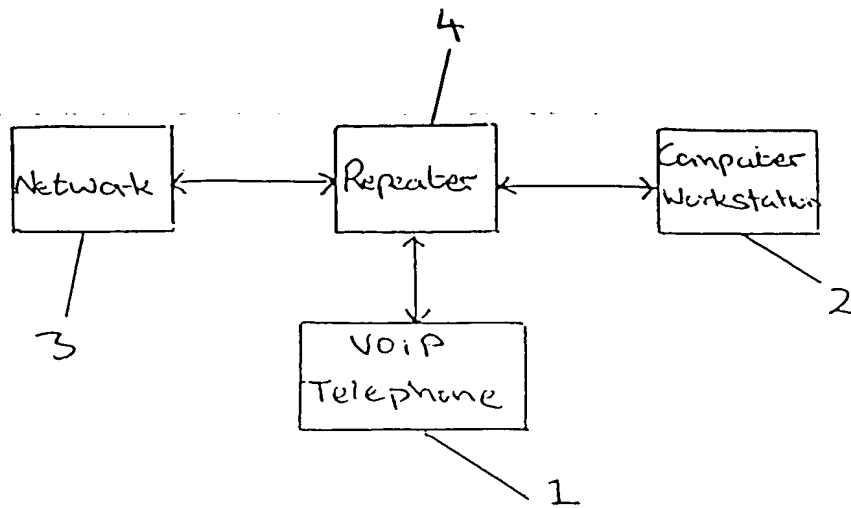 4
Network
Repeater
Computer
Workstation
3
2
VOiP
Telephone
1